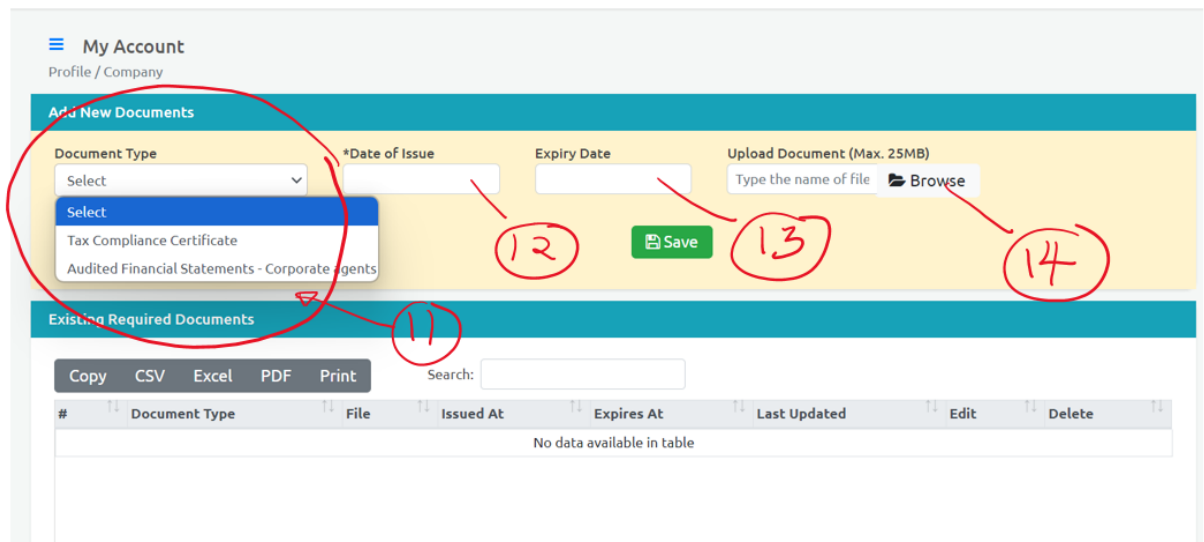 My Account
Profile / Company
Add New Documents
Document Type *Date of Issue Expiry Date Upload Document (Max. 25MB)
Select Type the name of file Browse
Select
Tax Compliance Certificate
Audited Financial Statements - Corporate agents
Save
12 13 14
Existing Required Documents
11
Copy CSV Excel PDF Print Search:
# Document Type File Issued At Expires At Last Updated Edit Delete
No data available in table